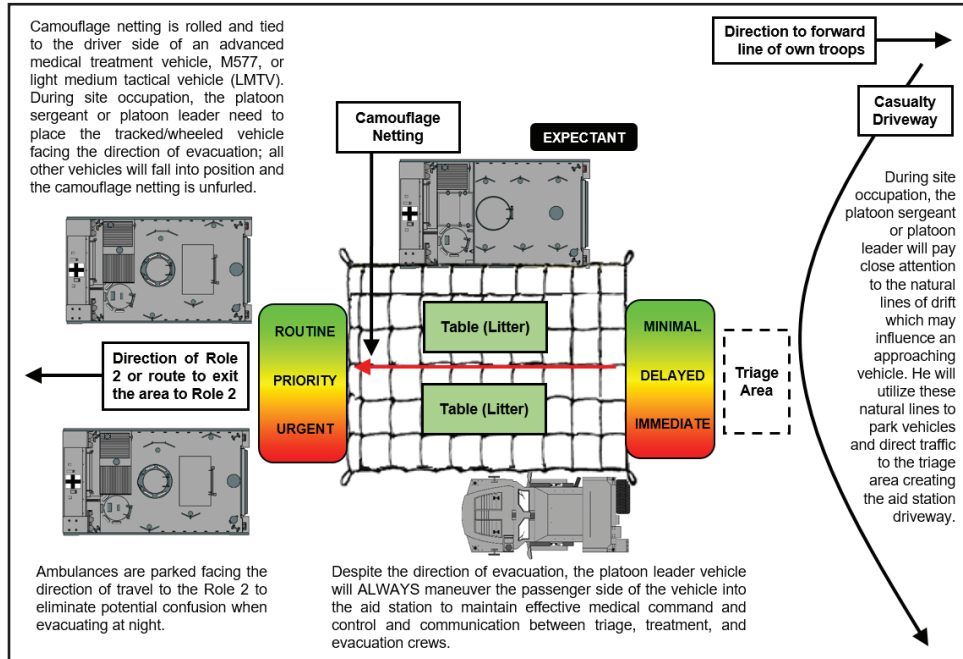 Camouflage netting is rolled and tied
to the driver side of an advanced
medical treatment vehicle, M577, or
light medium tactical vehicle (LMTV).
During site occupation, the platoon
sergeant or platoon leader need to
place the tracked/wheeled vehicle
facing the direction of evacuation; all
other vehicles will fall into position and
the camouflage netting is unfurled.
Direction to forward
line of own troops
Camouflage
Netting
EXPECTANT
Casualty
Driveway
During site
occupation, the
platoon sergeant
or platoon
leader will pay
close attention
to the natural
lines of drift
which may
influence an
approaching
vehicle. He will
utilize these
natural lines to
park vehicles
and direct traffic
to the triage
area creating
the aid station
driveway.
Direction of Role
2 or route to exit
the area to Role 2
ROUTINE
PRIORITY
URGENT
Table (Litter)
Table (Litter)
MINIMAL
DELAYED
IMMEDIATE
Triage
Area
Ambulances are parked facing the
direction of travel to the Role 2 to
eliminate potential confusion when
evacuating at night.
Despite the direction of evacuation, the platoon leader vehicle
will ALWAYS maneuver the passenger side of the vehicle into
the aid station to maintain effective medical command and
control and communication between triage, treatment, and
evacuation crews.